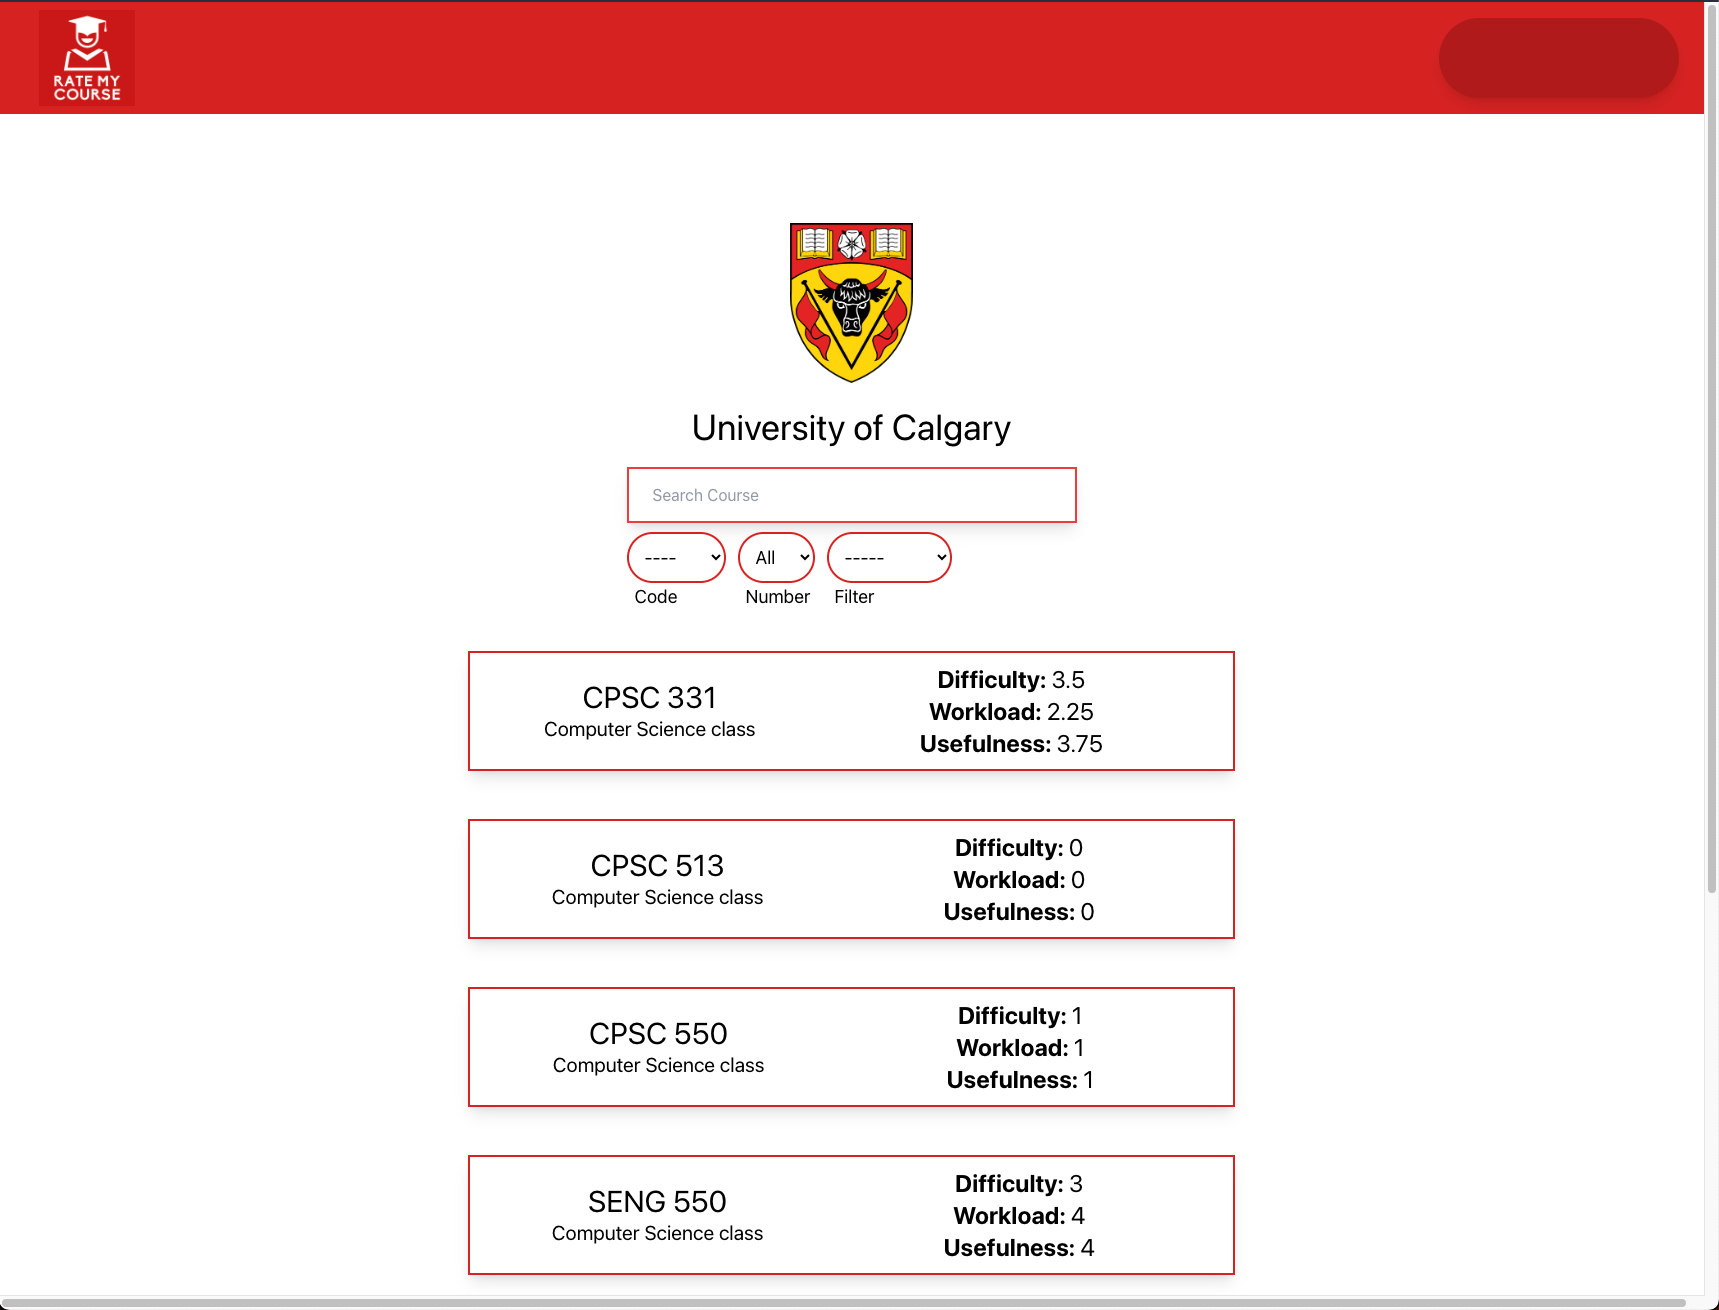 RATE MY
COURSE
University of Calgary
Search Course
---- All -----
Code Number Filter
CPSC 331
Computer Science class
Difficulty: 3.5
Workload: 2.25
Usefulness: 3.75
CPSC 513
Computer Science class
Difficulty: 0
Workload: 0
Usefulness: 0
CPSC 550
Computer Science class
Difficulty: 1
Workload: 1
Usefulness: 1
SENG 550
Computer Science class
Difficulty: 3
Workload: 4
Usefulness: 4